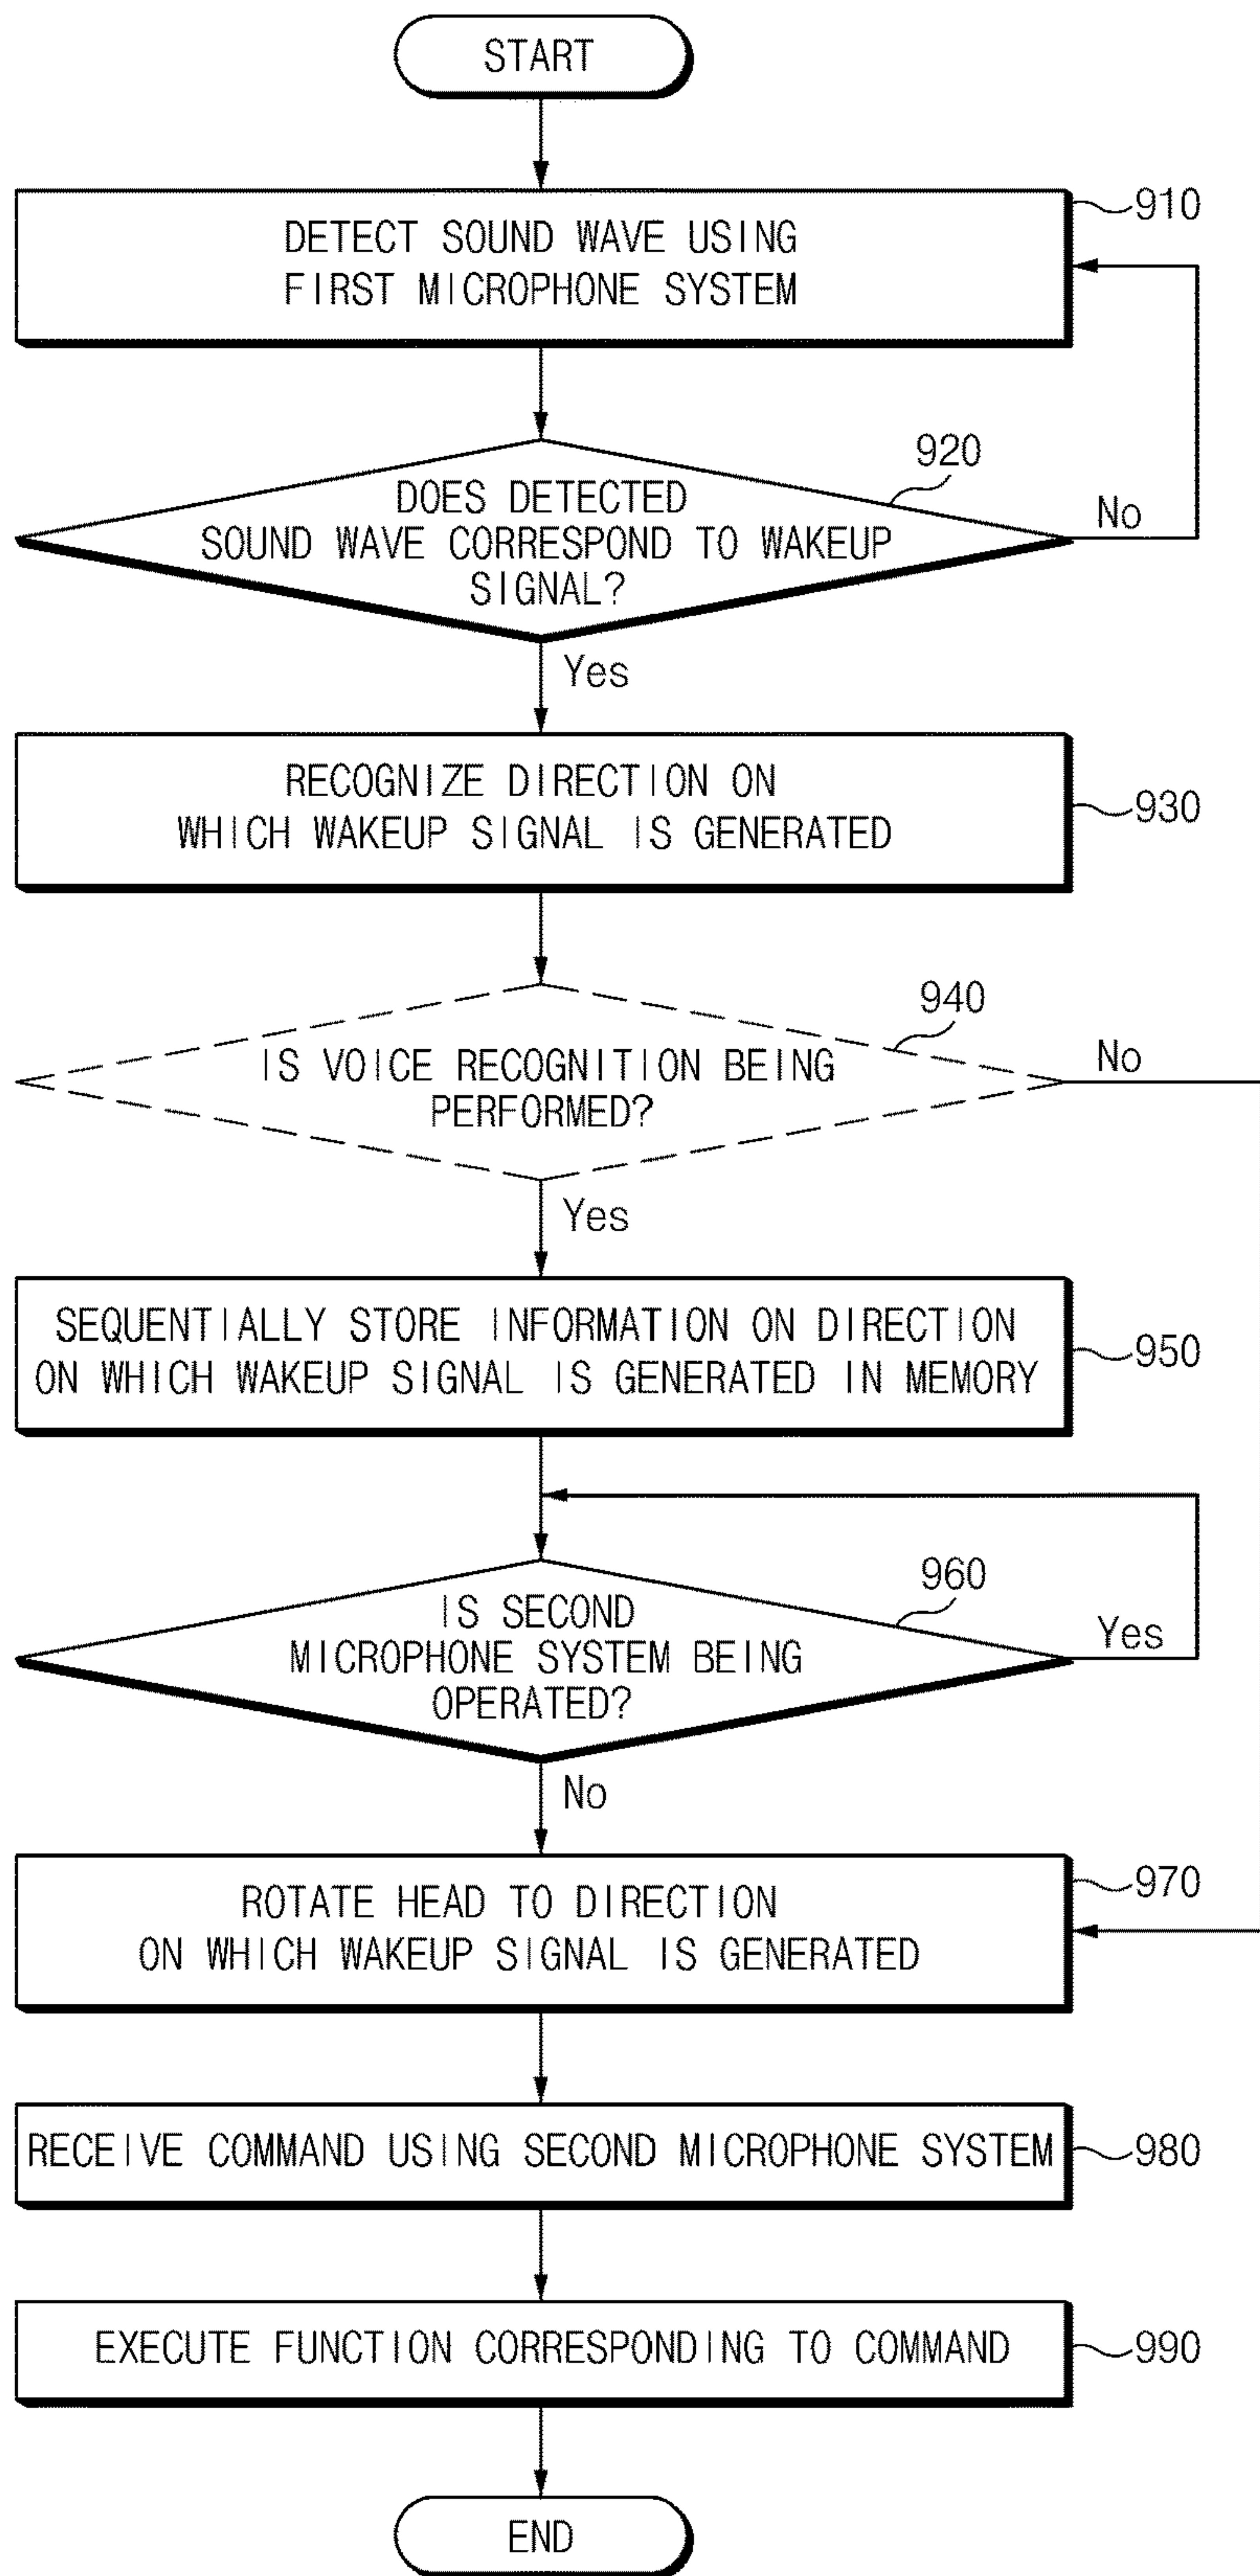 START
DETECT SOUND WAVE USING
FIRST MICROPHONE SYSTEM
910
920
DOES DETECTED
SOUND WAVE CORRESPOND TO WAKEUP
SIGNAL?
No
Yes
RECOGNIZE DIRECTION ON
WHICH WAKEUP SIGNAL IS GENERATED
930
940
IS VOICE RECOGNITION BEING
PERFORMED?
No
Yes
SEQUENTIALLY STORE INFORMATION ON DIRECTION
ON WHICH WAKEUP SIGNAL IS GENERATED IN MEMORY
950
960
IS SECOND
MICROPHONE SYSTEM BEING
OPERATED?
Yes
No
ROTATE HEAD TO DIRECTION
ON WHICH WAKEUP SIGNAL IS GENERATED
970
RECEIVE COMMAND USING SECOND MICROPHONE SYSTEM
980
EXECUTE FUNCTION CORRESPONDING TO COMMAND
990
END